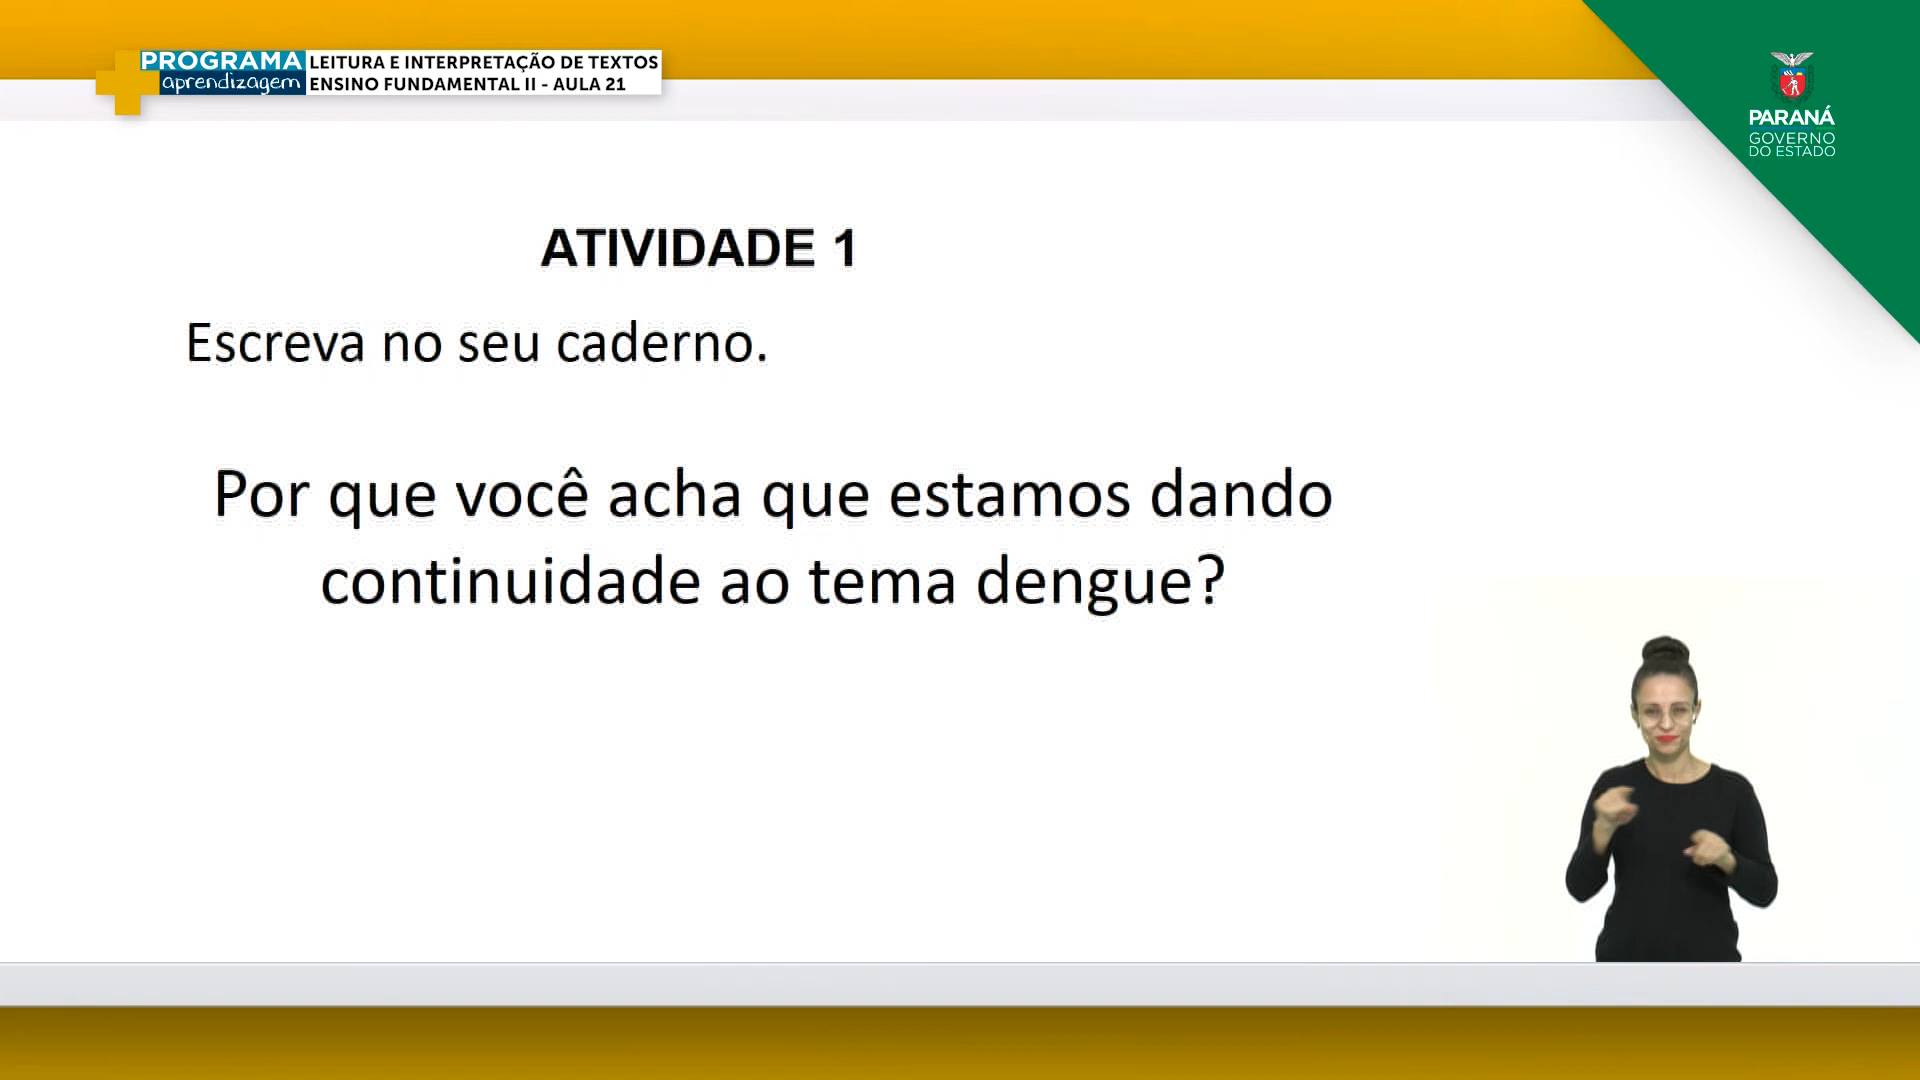 PROGRAMA
aprendizagem
LEITURA E INTERPRETAÇÃO DE TEXTOS
ENSINO FUNDAMENTAL II - AULA 21
PARANÁ
GOVERNO
DO ESTADO
ATIVIDADE 1
Escreva no seu caderno.
Por que você acha que estamos dando
continuidade ao tema dengue?